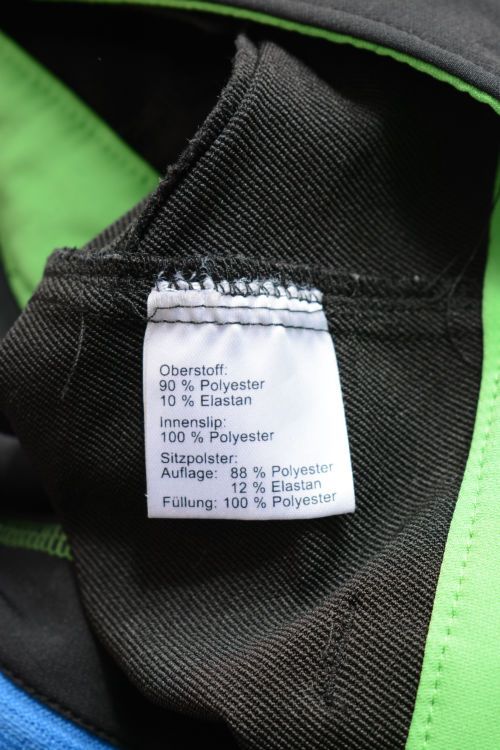 Oberstoff:
90 % Polyester
10 % Elastan
Innenslip:
100 % Polyester
Sitzpolster:
Auflage: 88 % Polyester
12 % Elastan
Füllung: 100 % Polyester